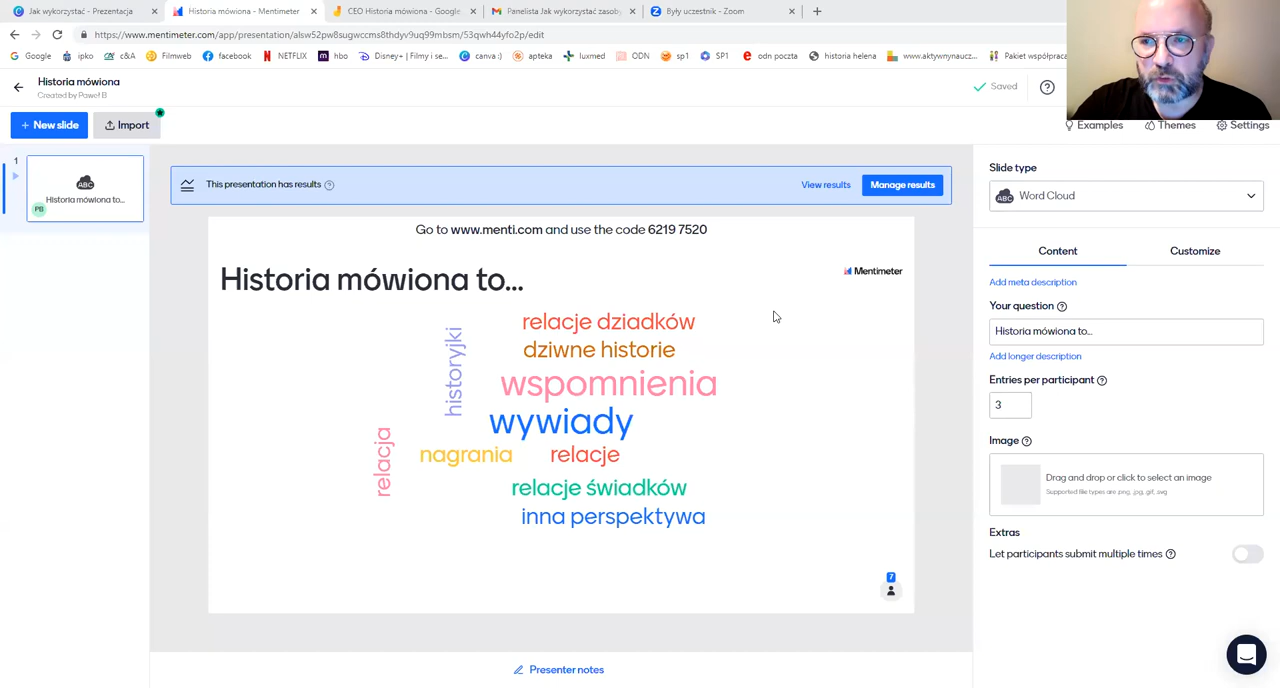 Jak wykorzystać - Prezentacja
Historia mówiona - Mentimeter
CEO Historia mówiona - Google
Panelista Jak wykorzystać zasoby
Były uczestnik - Zoom
https://www.mentimeter.com/app/presentation/alsw52pw8sugwccms8thdyv9uq99mbsm/53qwh44yfo2p/edit
Google
ipko
c&A
Filmweb
facebook
NETFLIX
hbo
Disney+ | Filmy i se...
canva :)
apteka
luxmed
ODN
sp1
SP1
odn poczta
historia helena
www.aktywnynaucz...
Pakiet współpraca
Historia mówiona
Created by Paweł B
Saved
+ New slide
Import
Examples
Themes
Settings
1
ABC
Historia mówiona to...
PB
This presentation has results
View results
Manage results
Go to www.menti.com and use the code 6219 7520
Historia mówiona to...
Mentimeter
relacje dziadków
historyjki
dziwne historie
wspomnienia
wywiady
relacja
nagrania
relacje
relacje świadków
inna perspektywa
7
Presenter notes
Slide type
ABC
Word Cloud
Content
Customize
Add meta description
Your question
Historia mówiona to...
Add longer description
Entries per participant
3
Image
Drag and drop or click to select an image
Supported file types are .png, .jpg, .gif, .svg
Extras
Let participants submit multiple times